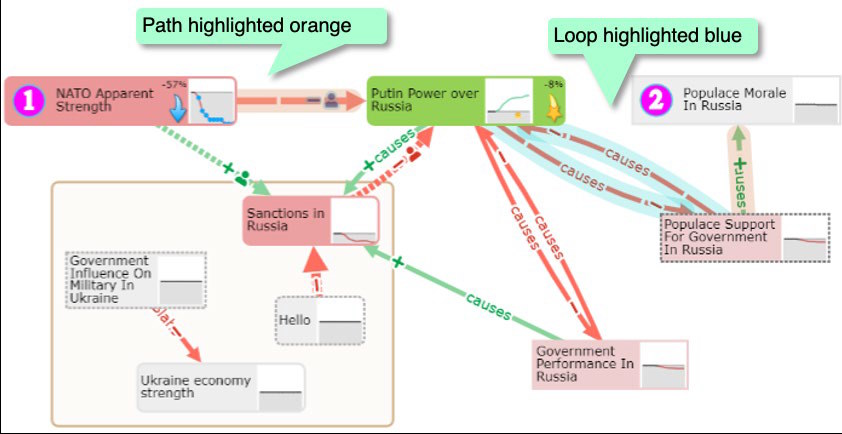 Path highlighted orange
Loop highlighted blue
1
NATO Apparent
Strength
-57%
Putin Power over
Russia
-8%
2
Populace Morale
In Russia
causes
causes
causes
Sanctions in
Russia
causes
causes
Populace Support
For Government
In Russia
Government
Influence On
Military In
Ukraine
Hello
causes
Government
Performance In
Russia
Ukraine economy
strength